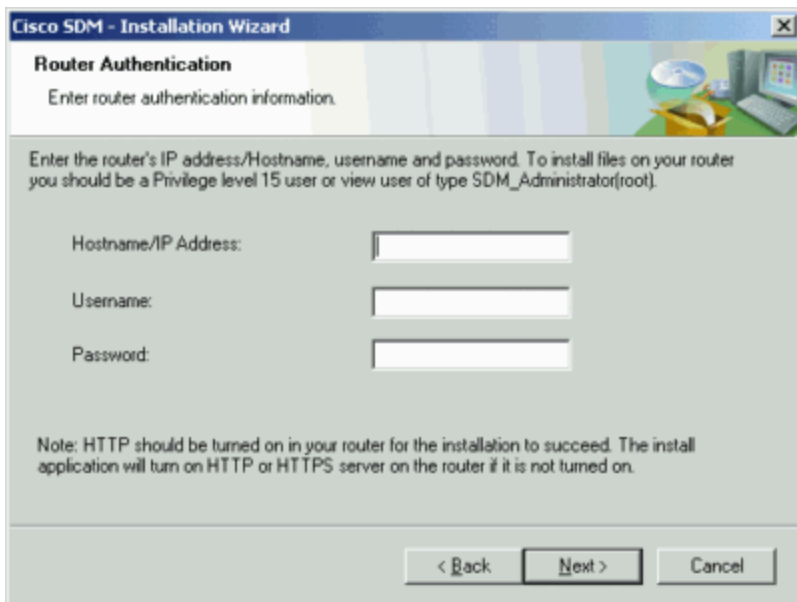 Cisco SDM - Installation Wizard
Router Authentication
Enter router authentication information.
Enter the router's IP address/Hostname, username and password. To install files on your router
you should be a Privilege level 15 user or view user of type SDM_Administrator(root).
Hostname/IP Address:
Username:
Password:
Note: HTTP should be turned on in your router for the installation to succeed. The install
application will turn on HTTP or HTTPS server on the router if it is not turned on.
< Back
Next >
Cancel